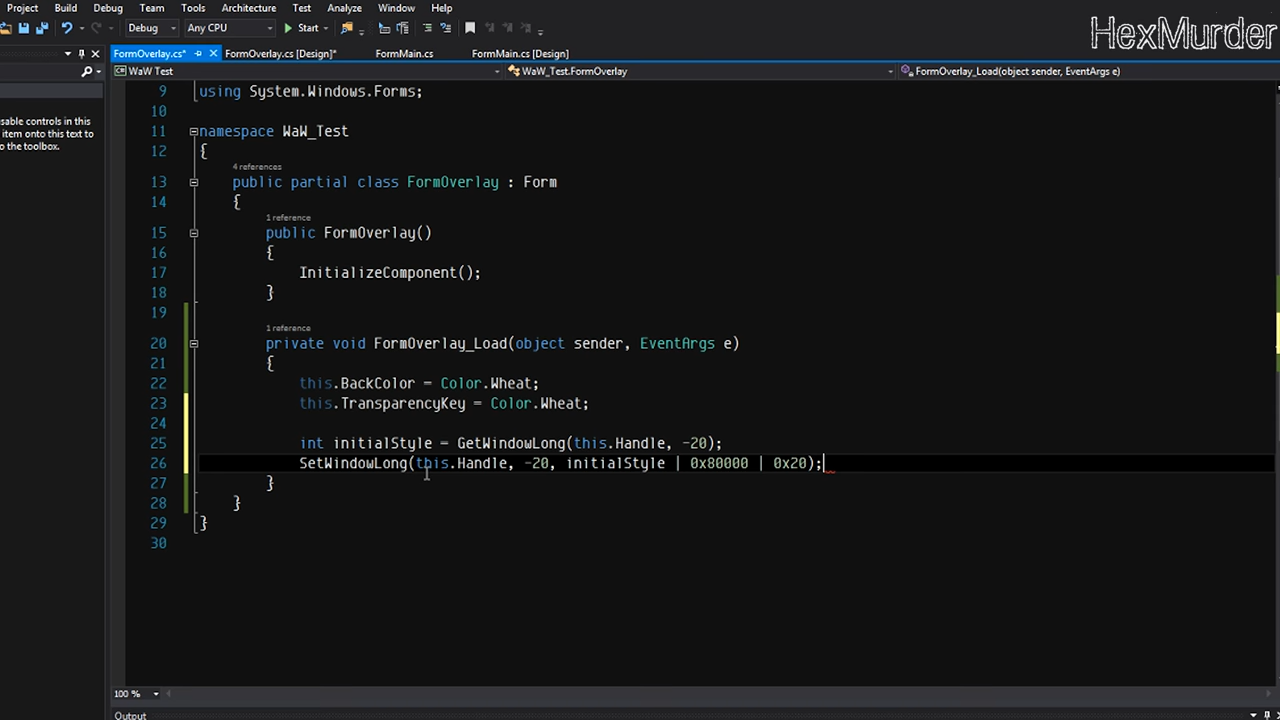 Project Build Debug Team Tools Architecture Test Analyze Window Help
HexMurder
Debug Any CPU Start
FormOverlay.cs* FormOverlay.cs [Design]* FormMain.cs FormMain.cs [Design]
WaW Test WaW_Test.FormOverlay FormOverlay_Load(object sender, EventArgs e)
sable controls in this
item onto this text to
o the toolbox.
9 using System.Windows.Forms;
10
11 namespace WaW_Test
12 {
4 references
13 public partial class FormOverlay : Form
14 {
1 reference
15 public FormOverlay()
16 {
17 InitializeComponent();
18 }
19
1 reference
20 private void FormOverlay_Load(object sender, EventArgs e)
21 {
22 this.BackColor = Color.Wheat;
23 this.TransparencyKey = Color.Wheat;
24
25 int initialStyle = GetWindowLong(this.Handle, -20);
26 SetWindowLong(this.Handle, -20, initialStyle | 0x80000 | 0x20);
27 }
28 }
29 }
30
100 %
Output